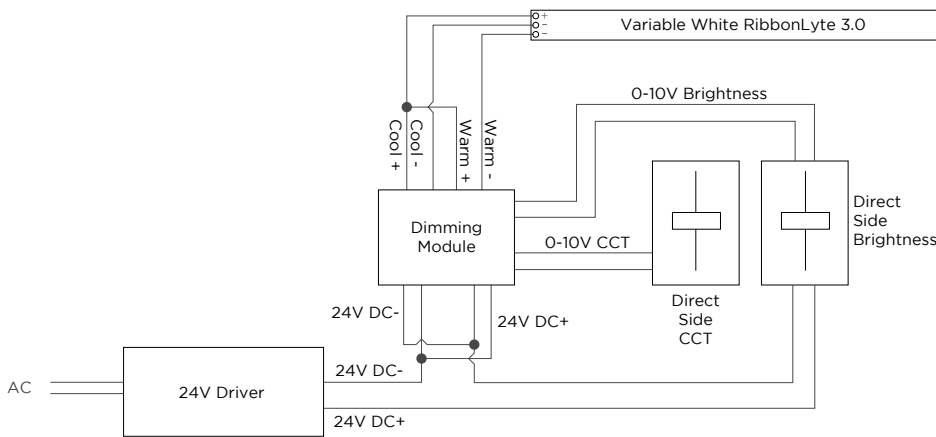 +
-
-
Variable White RibbonLyte 3.0
0-10V Brightness
Cool +
Cool -
Warm +
Warm -
Dimming
Module
0-10V CCT
Direct
Side
CCT
Direct
Side
Brightness
24V DC-
24V DC+
AC
24V Driver
24V DC-
24V DC+